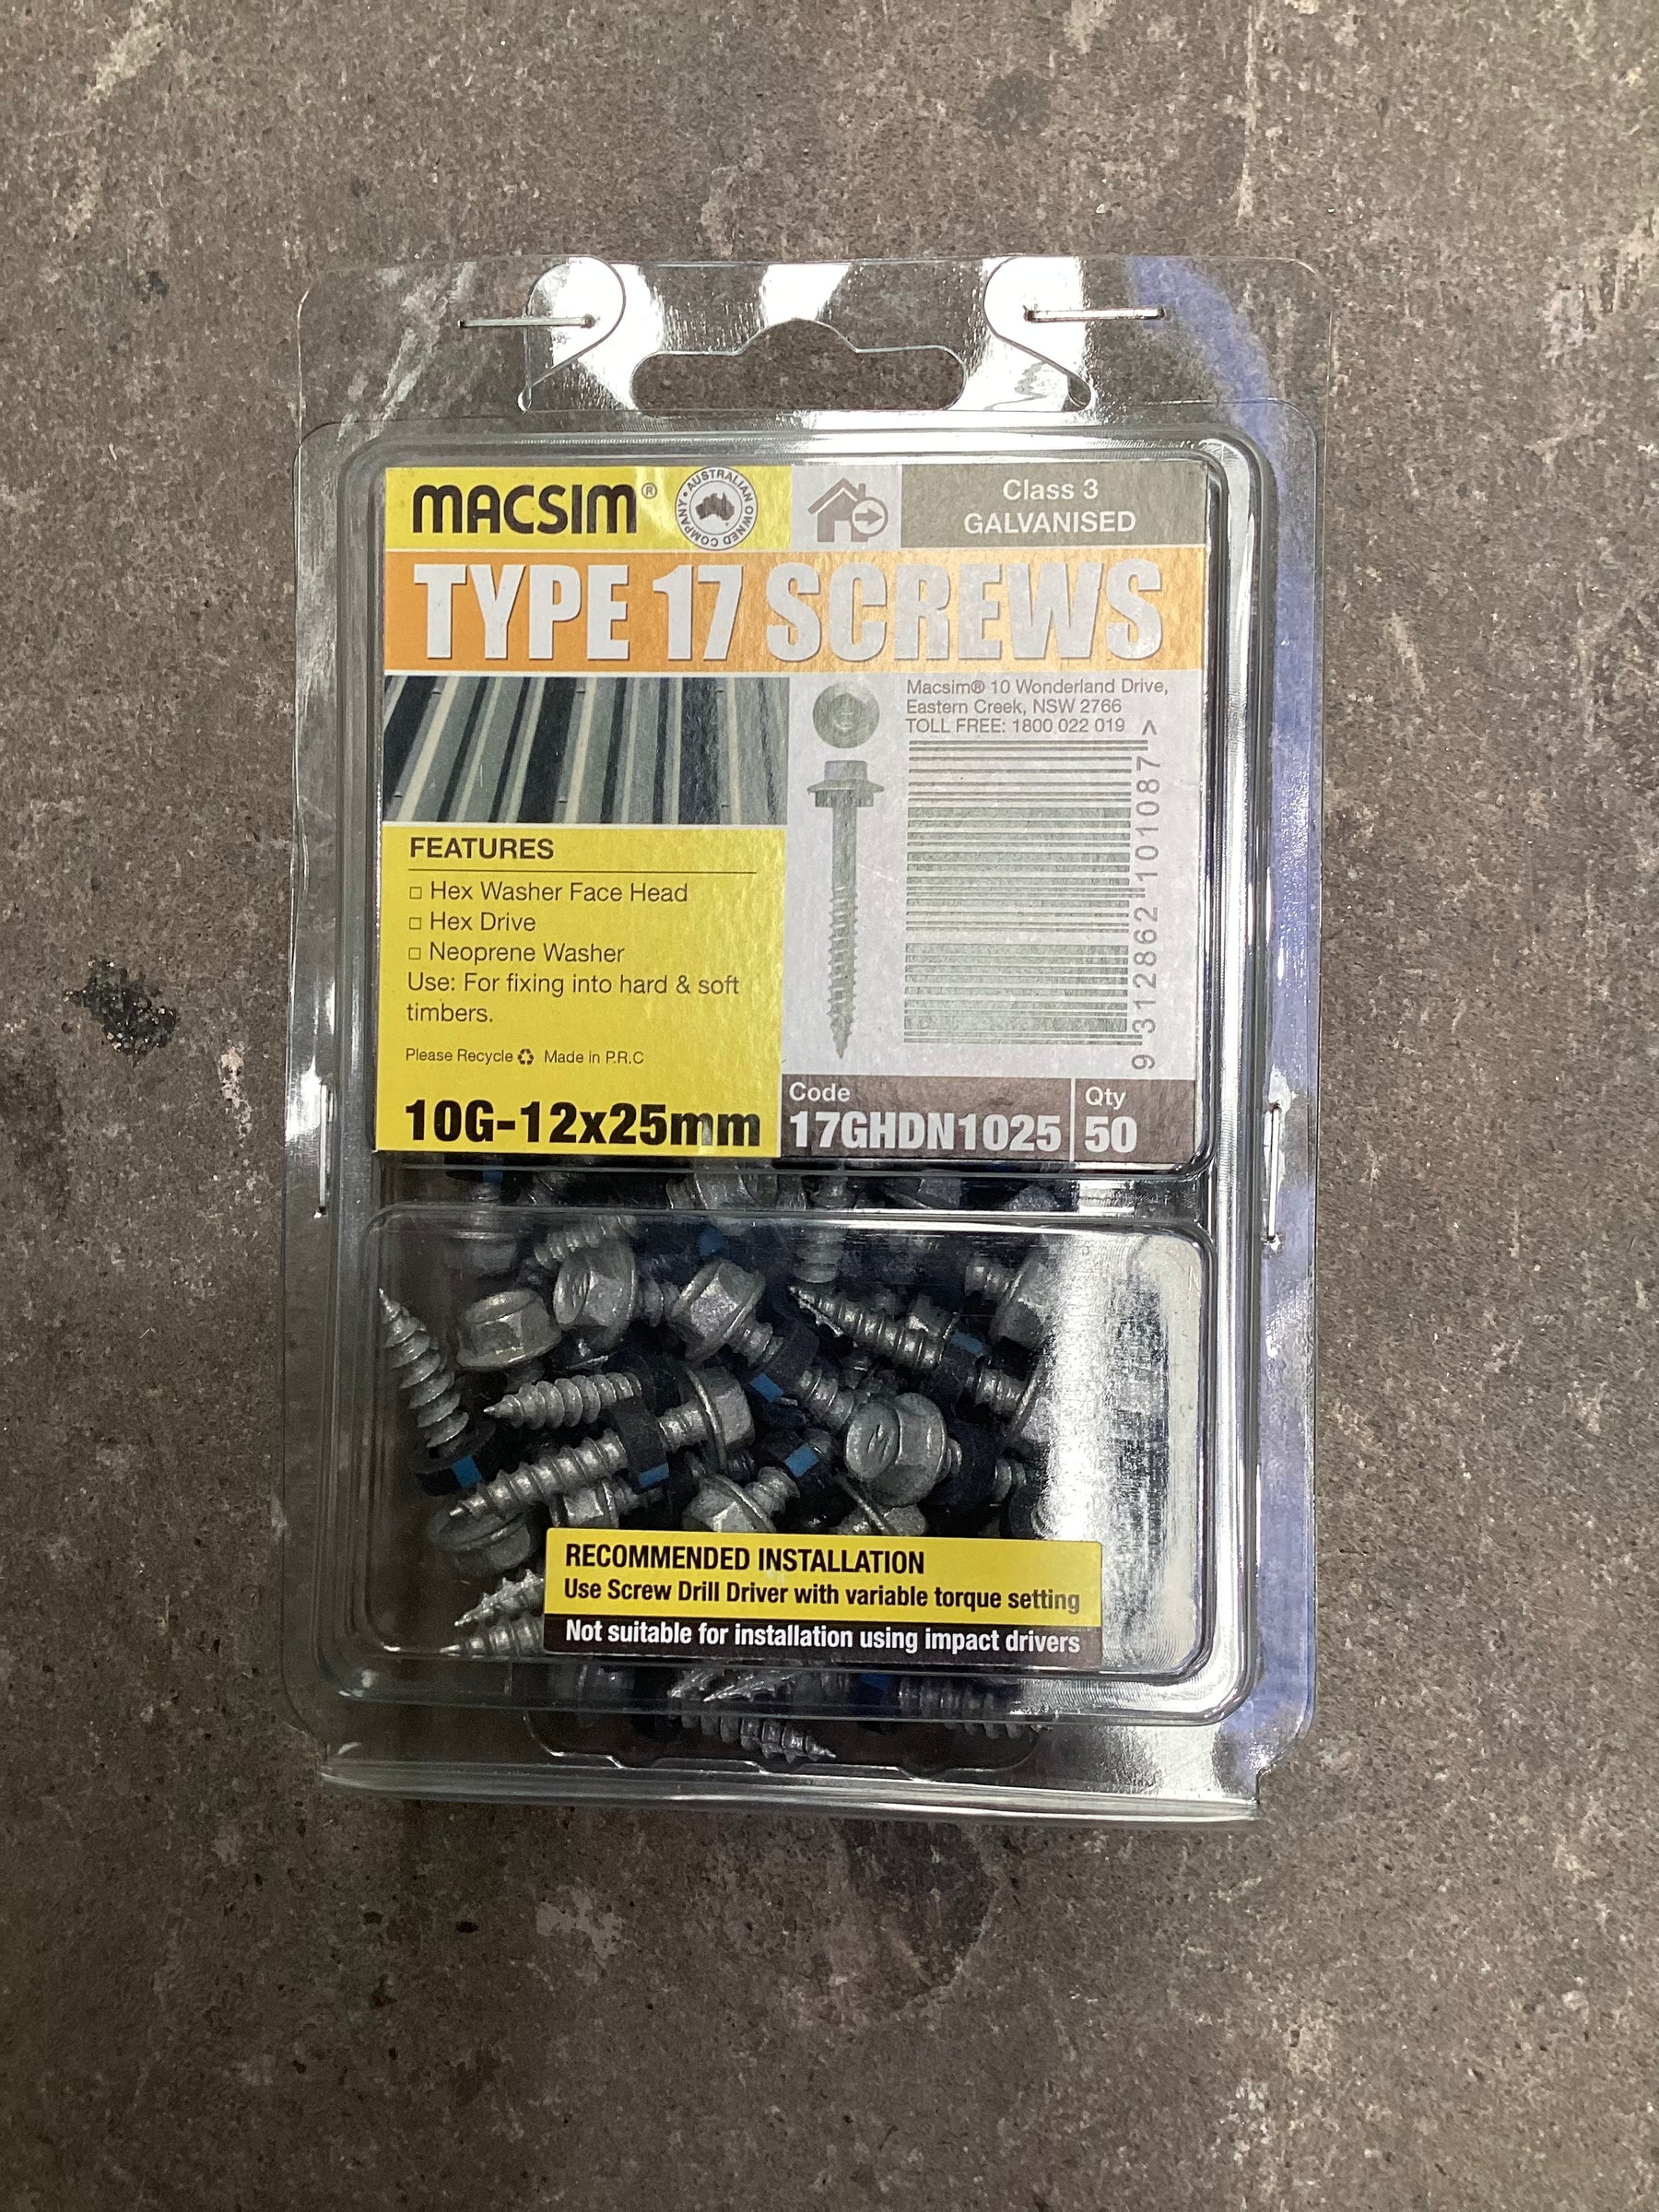 MACSIM®
• AUSTRALIAN OWNED COMPANY
Class 3
GALVANISED
TYPE 17 SCREWS
Macsim® 10 Wonderland Drive,
Eastern Creek, NSW 2766
TOLL FREE: 1800 022 019
9 312862 101087 >
FEATURES
□ Hex Washer Face Head
□ Hex Drive
□ Neoprene Washer
Use: For fixing into hard & soft
timbers.
Please Recycle Made in P.R.C
10G-12x25mm
Code
17GHDN1025
Qty
50
RECOMMENDED INSTALLATION
Use Screw Drill Driver with variable torque setting
Not suitable for installation using impact drivers